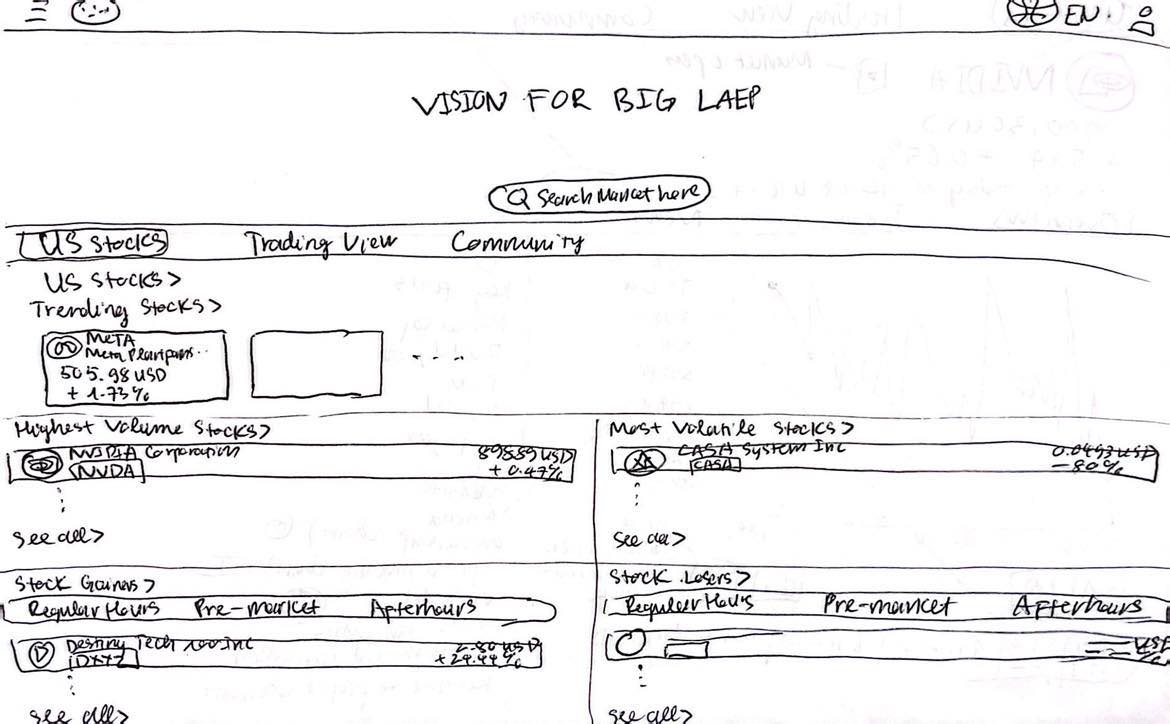 EN
VISION FOR BIG LAEP
Search Market here
US Stocks Trading View Community
US Stocks >
Trending Stocks >
META
Meta
505.98 USD
+ 1.73%
Highest Volume Stocks >
NVIDIA Corporation
NVDA
898.59 USD
+ 0.47%
see all >
Most Volatile Stocks >
CASA System Inc
CASA
0.0493 USD
- 80%
see all >
Stock Gainers >
Regular Hours Pre-market Afterhours
Destiny Tech 100 Inc
DXYZ
USD
+ 29.44%
see all >
Stock Losers >
Regular Hours Pre-market Afterhours
USD
%
see all >